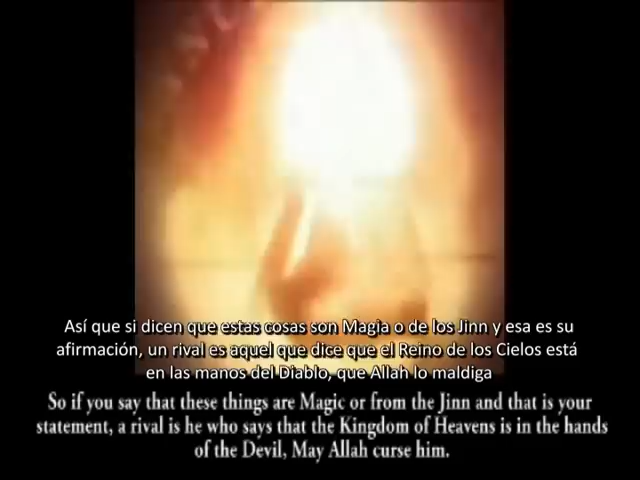 Así que si dicen que estas cosas son Magia o de los Jinn y esa es su
afirmación, un rival es aquel que dice que el Reino de los Cielos está
en las manos del Diablo, que Allah lo maldiga
So if you say that these things are Magic or from the Jinn and that is your
statement, a rival is he who says that the Kingdom of Heavens is in the hands
of the Devil, May Allah curse him.